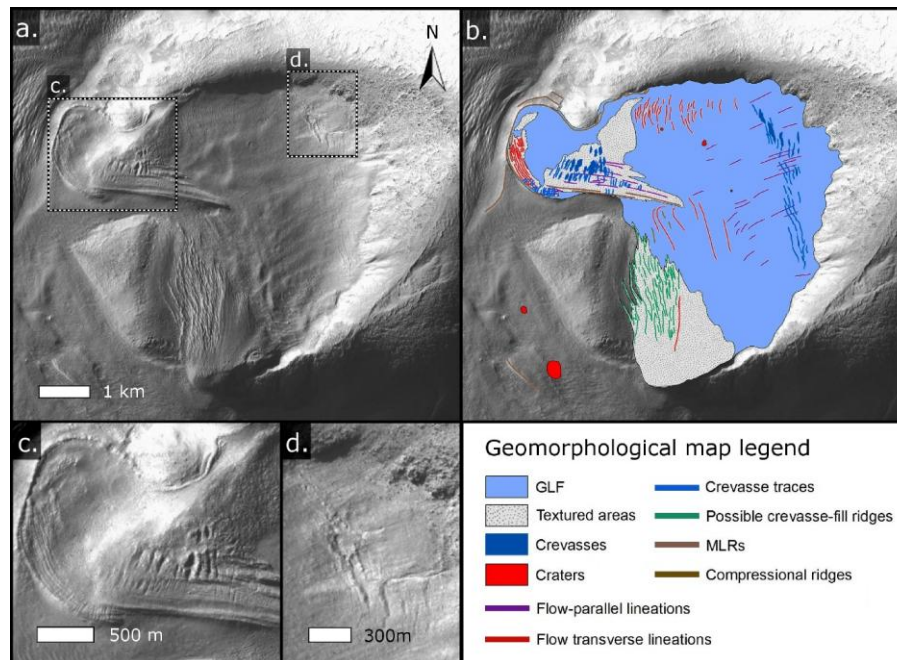 a.
N
d.
c.
1 km
b.
c.
500 m
d.
300m
Geomorphological map legend
GLF
Textured areas
Crevasses
Craters
Flow-parallel lineations
Flow transverse lineations
Crevasse traces
Possible crevasse-fill ridges
MLRs
Compressional ridges